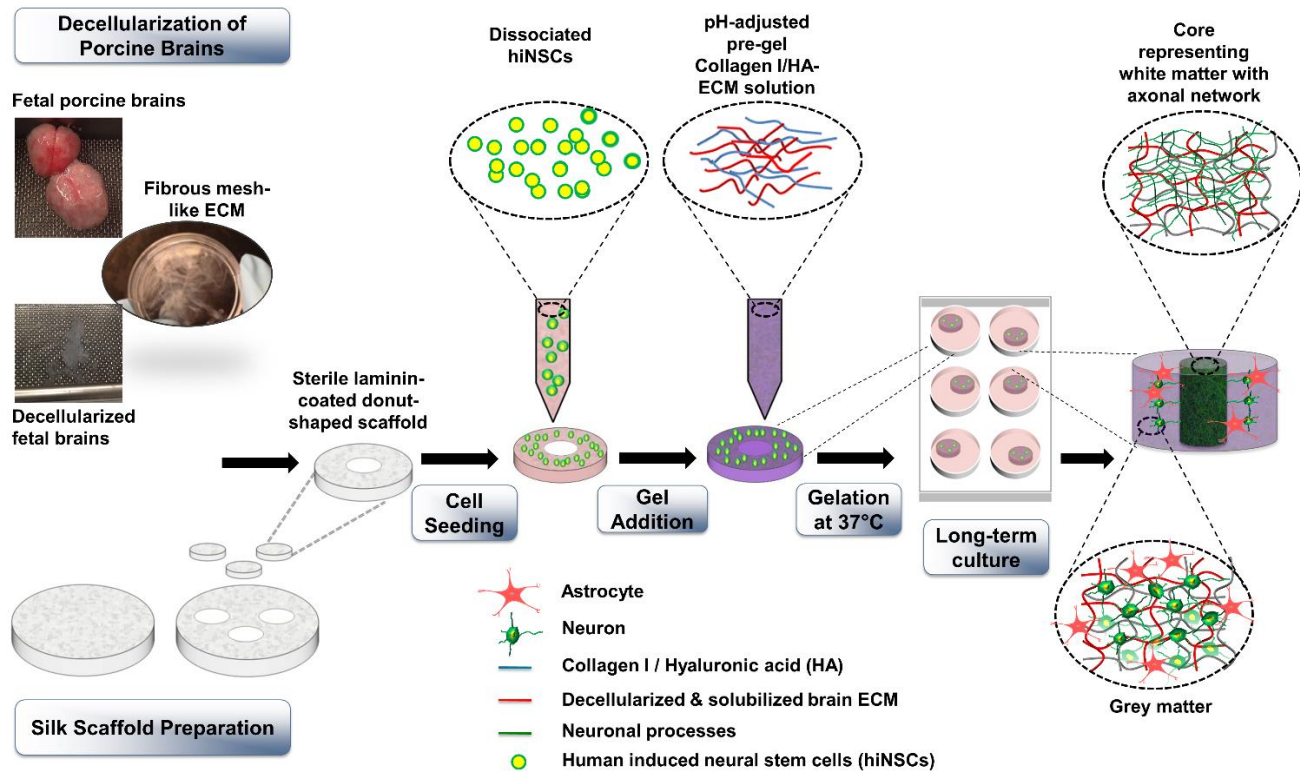 Decellularization of
Porcine Brains
Fetal porcine brains
Fibrous mesh-
like ECM
Decellularized
fetal brains
Sterile laminin-
coated donut-
shaped scaffold
Silk Scaffold Preparation
Dissociated
hiNSCs
pH-adjusted
pre-gel
Collagen I/HA-
ECM solution
Core
representing
white matter with
axonal network
Cell
Seeding
Gel
Addition
Gelation
at 37°C
Long-term
culture
Astrocyte
Neuron
Collagen I / Hyaluronic acid (HA)
Decellularized & solubilized brain ECM
Neuronal processes
Human induced neural stem cells (hiNSCs)
Grey matter